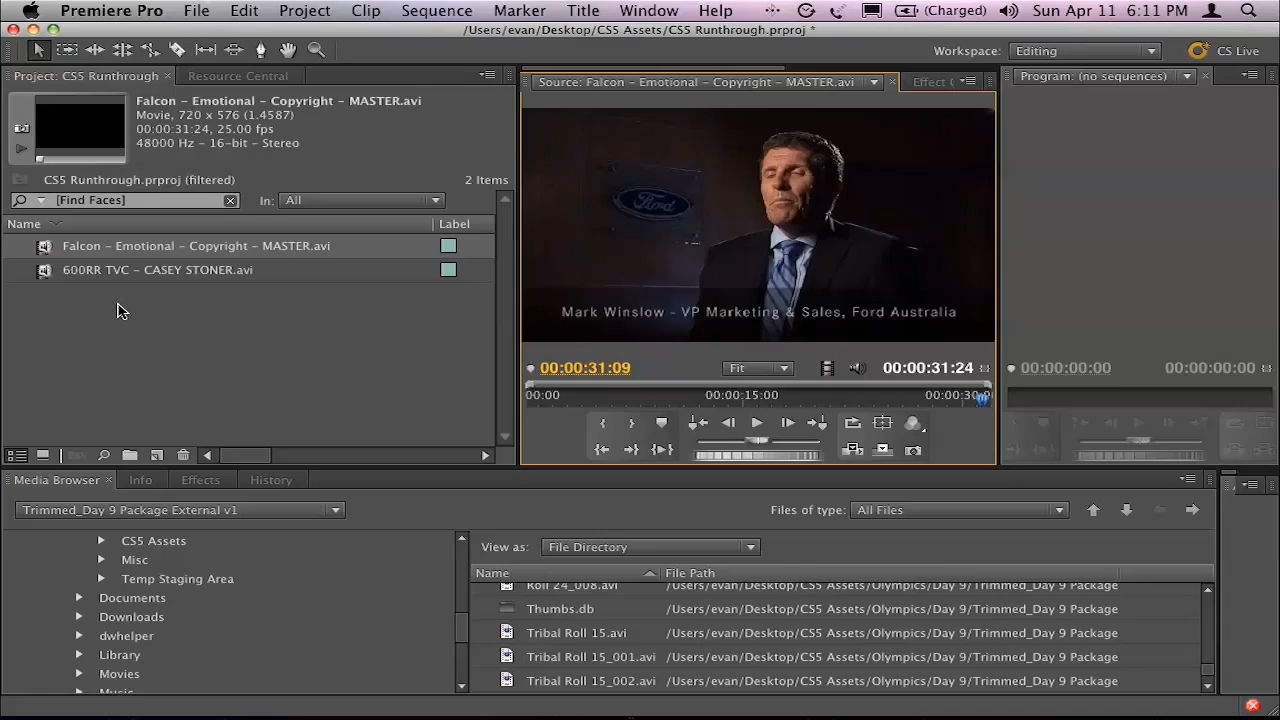 Premiere Pro File Edit Project Clip Sequence Marker Title Window Help (Charged) Sun Apr 11 6:11 PM
/Users/evan/Desktop/CS5 Assets/CS5 Runthrough.prproj *
Workspace: Editing CS Live
Project: CS5 Runthrough × Resource Central
Source: Falcon – Emotional – Copyright – MASTER.avi
Program: (no sequences)
Falcon – Emotional – Copyright – MASTER.avi
Movie, 720 x 576 (1.4587)
00:00:31:24, 25.00 fps
48000 Hz – 16-bit – Stereo
CS5 Runthrough.prproj (filtered) 2 Items
[Find Faces] In: All
Name Label
Falcon – Emotional – Copyright – MASTER.avi
600RR TVC – CASEY STONER.avi
Ford
Mark Winslow - VP Marketing & Sales, Ford Australia
00:00:31:09 Fit 00:00:31:24
00:00 00:00:15:00
00:00:00:00 00:00:00:00
Media Browser × Info Effects History
Trimmed_Day 9 Package External v1
Files of type: All Files
CS5 Assets
Misc
Temp Staging Area
Documents
Downloads
dwhelper
Library
Movies
Music
View as: File Directory
Name File Path
Roll 24_008.avi /Users/evan/Desktop/CS5 Assets/Olympics/Day 9/Trimmed_Day 9 Package
Thumbs.db /Users/evan/Desktop/CS5 Assets/Olympics/Day 9/Trimmed_Day 9 Package
Tribal Roll 15.avi /Users/evan/Desktop/CS5 Assets/Olympics/Day 9/Trimmed_Day 9 Package
Tribal Roll 15_001.avi /Users/evan/Desktop/CS5 Assets/Olympics/Day 9/Trimmed_Day 9 Package
Tribal Roll 15_002.avi /Users/evan/Desktop/CS5 Assets/Olympics/Day 9/Trimmed_Day 9 Package